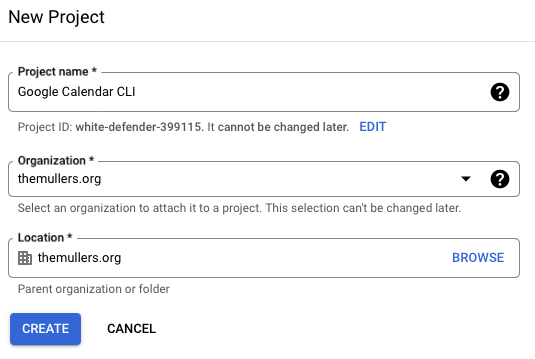 New Project
Project name *
Google Calendar CLI
Project ID: white-defender-399115. It cannot be changed later. EDIT
Organization *
themullers.org
Select an organization to attach it to a project. This selection can't be changed later.
Location *
themullers.org BROWSE
Parent organization or folder
CREATE CANCEL